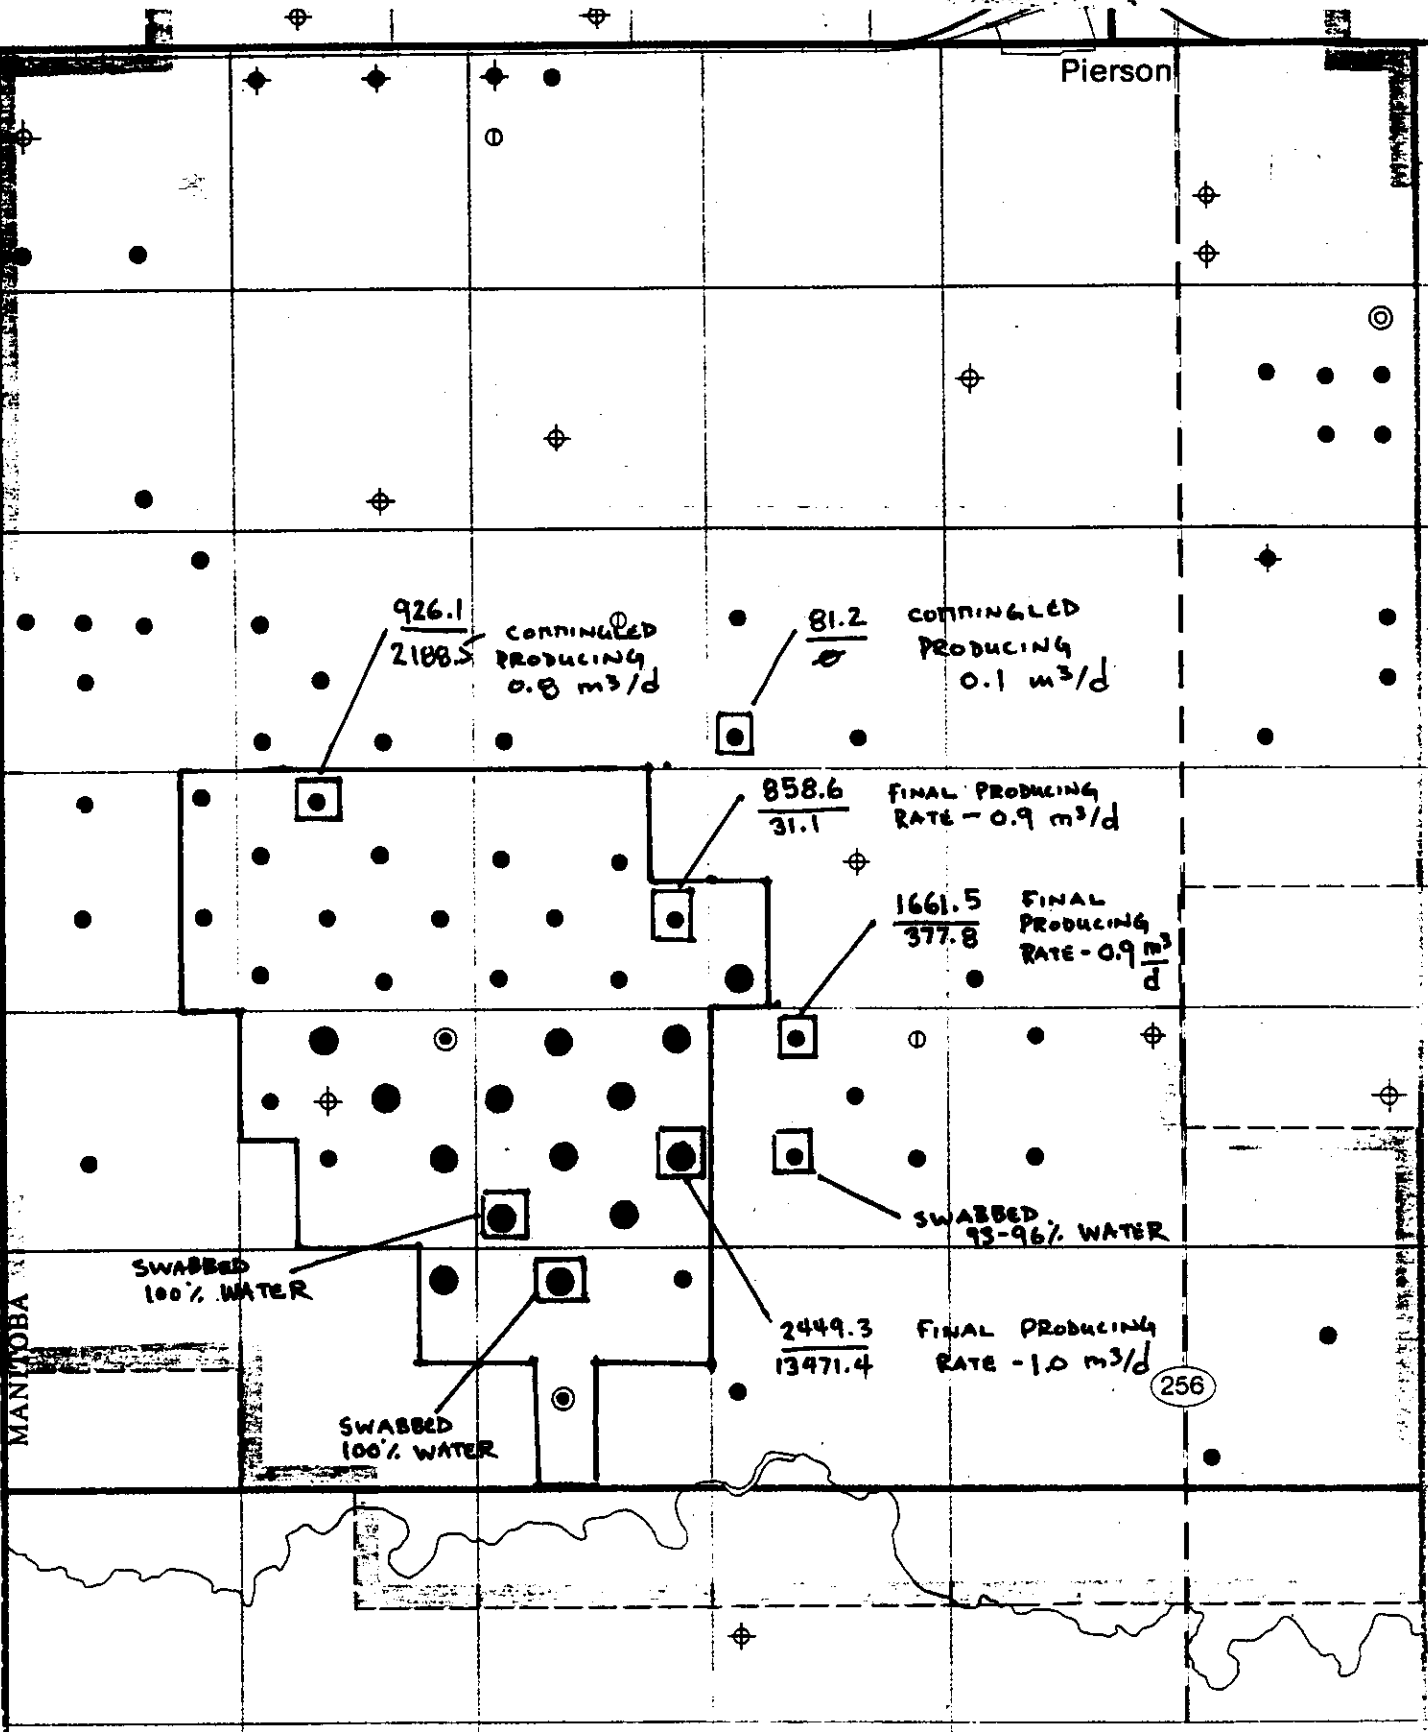 Pierson
926.1
2188.5
COMMINGLED
PRODUCING
0.8 m³/d
81.2
ø
COMMINGLED
PRODUCING
0.1 m³/d
858.6
31.1
FINAL PRODUCING
RATE - 0.9 m³/d
1661.5
377.8
FINAL
PRODUCING
RATE - 0.9 m³
d
SWABBED
93-96% WATER
SWABBED
100% WATER
2449.3
13971.4
FINAL PRODUCING
RATE - 1.0 m³/d
256
SWABBED
100% WATER
MANITOBA